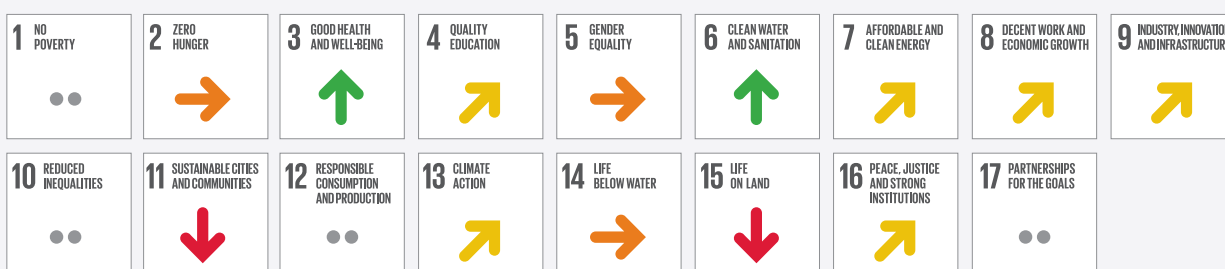 1 NO
POVERTY
2 ZERO
HUNGER
3 GOOD HEALTH
AND WELL-BEING
4 QUALITY
EDUCATION
5 GENDER
EQUALITY
6 CLEAN WATER
AND SANITATION
7 AFFORDABLE AND
CLEAN ENERGY
8 DECENT WORK AND
ECONOMIC GROWTH
9 INDUSTRY, INNOVATIO
AND INFRASTRUCTUR
10 REDUCED
INEQUALITIES
11 SUSTAINABLE CITIES
AND COMMUNITIES
12 RESPONSIBLE
CONSUMPTION
AND PRODUCTION
13 CLIMATE
ACTION
14 LIFE
BELOW WATER
15 LIFE
ON LAND
16 PEACE, JUSTICE
AND STRONG
INSTITUTIONS
17 PARTNERSHIPS
FOR THE GOALS